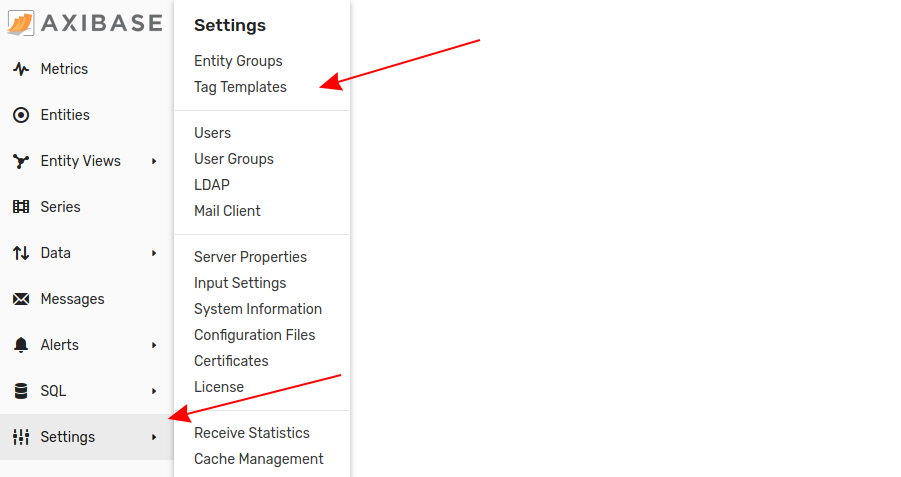 AXIBASE
Metrics
Entities
Entity Views
Series
Data
Messages
Alerts
SQL
Settings
Settings
Entity Groups
Tag Templates
Users
User Groups
LDAP
Mail Client
Server Properties
Input Settings
System Information
Configuration Files
Certificates
License
Receive Statistics
Cache Management